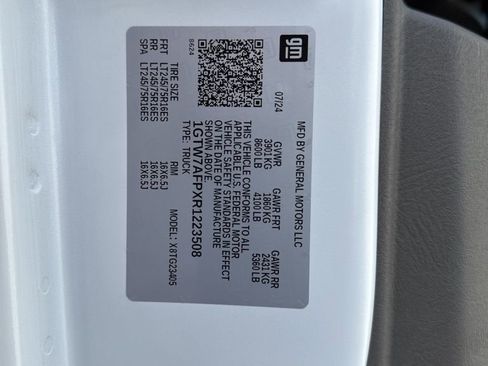 gm
MFD BY GENERAL MOTORS LLC
07/24
GVWR GAWR FRT GAWR RR
3901 KG 1860 KG 2431 KG
8600 LB 4100 LB 5360 LB
THIS VEHICLE CONFORMS TO ALL
APPLICABLE U.S. FEDERAL MOTOR
VEHICLE SAFETY STANDARDS IN EFFECT
ON THE DATE OF MANUFACTURE
SHOWN ABOVE.
1GTW7AFPXR1223508
TYPE: TRUCK MODEL: X8TG23405
8624
TIRE SIZE RIM
FRT LT245/75R16ES 16X6.5J
RR LT245/75R16ES 16X6.5J
SPA LT245/75R16ES 16X6.5J